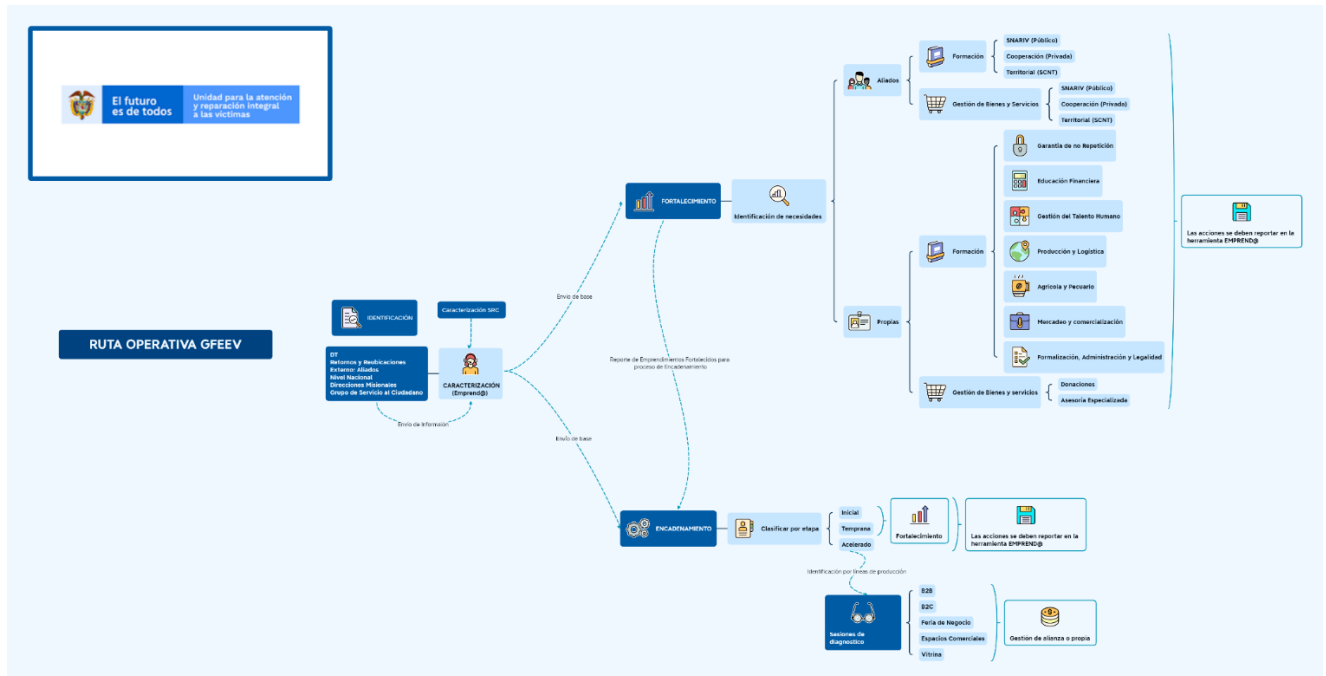 El futuro
es de todos
Unidad para la atención
y reparación integral
a las víctimas
RUTA OPERATIVA GFEEV
IDENTIFICACIÓN
DT
Retornos y Reubicaciones
Externo: Aliados
Nivel Nacional
Direcciones Misionales
Grupo de Servicio al Ciudadano
Envío de Información
Caracterización SRC
CARACTERIZACIÓN
(Emprend@)
Envío de base
Envío de base
Reporte de Emprendimientos Fortalecidos para
proceso de Encadenamiento
FORTALECIMIENTO
Identificación de necesidades
Aliados
Formación
SNARIV (Público)
Cooperación (Privada)
Territorial (SCNT)
Gestión de Bienes y Servicios
SNARIV (Público)
Cooperación (Privada)
Territorial (SCNT)
Propias
Formación
Garantía de no Repetición
Educación Financiera
Gestión del Talento Humano
Producción y Logística
Agrícola y Pecuario
Mercadeo y comercialización
Formalización, Administración y Legalidad
Gestión de Bienes y servicios
Donaciones
Asesoría Especializada
Las acciones se deben reportar en la
herramienta EMPREND@
ENCADENAMIENTO
Clasificar por etapa
Inicial
Temprana
Acelerado
Fortalecimiento
Las acciones se deben reportar en la
herramienta EMPREND@
Identificación por líneas de producción
Sesiones de
diagnostico
B2B
B2C
Feria de Negocio
Espacios Comerciales
Vitrina
Gestión de alianza o propia